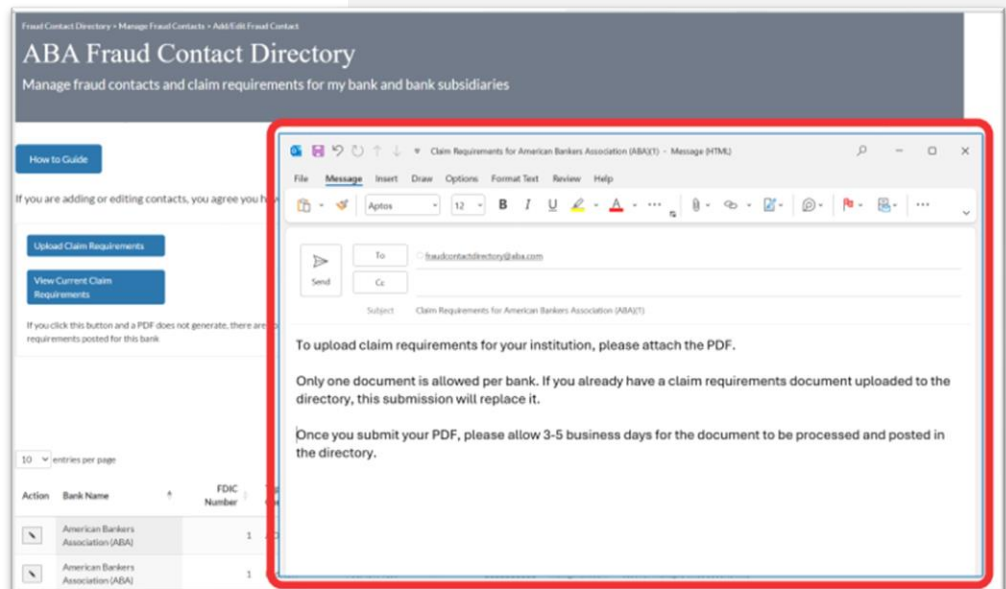 Fraud Contact Directory > Manage Fraud Contacts > Add/Edit Fraud Contact
ABA Fraud Contact Directory
Manage fraud contacts and claim requirements for my bank and bank subsidiaries
How to Guide
If you are adding or editing contacts, you agree you
Upload Claim Requirements
View Current Claim
Requirements
If you click this button and a PDF does not generate, there are
requirements posted for this bank
10 entries per page
Action Bank Name FDIC
Number
American Bankers
Association (ABA)
1
American Bankers
Association (ABA)
1
Claim Requirements for American Bankers Association (ABA)(1) - Message (HTML)
File Message Insert Draw Options Format Text Review Help
Aptos 12 B I U A
Send
To fraudcontactdirectory@aba.com
Cc
Subject Claim Requirements for American Bankers Association (ABA)(1)
To upload claim requirements for your institution, please attach the PDF.
Only one document is allowed per bank. If you already have a claim requirements document uploaded to the
directory, this submission will replace it.
Once you submit your PDF, please allow 3-5 business days for the document to be processed and posted in
the directory.